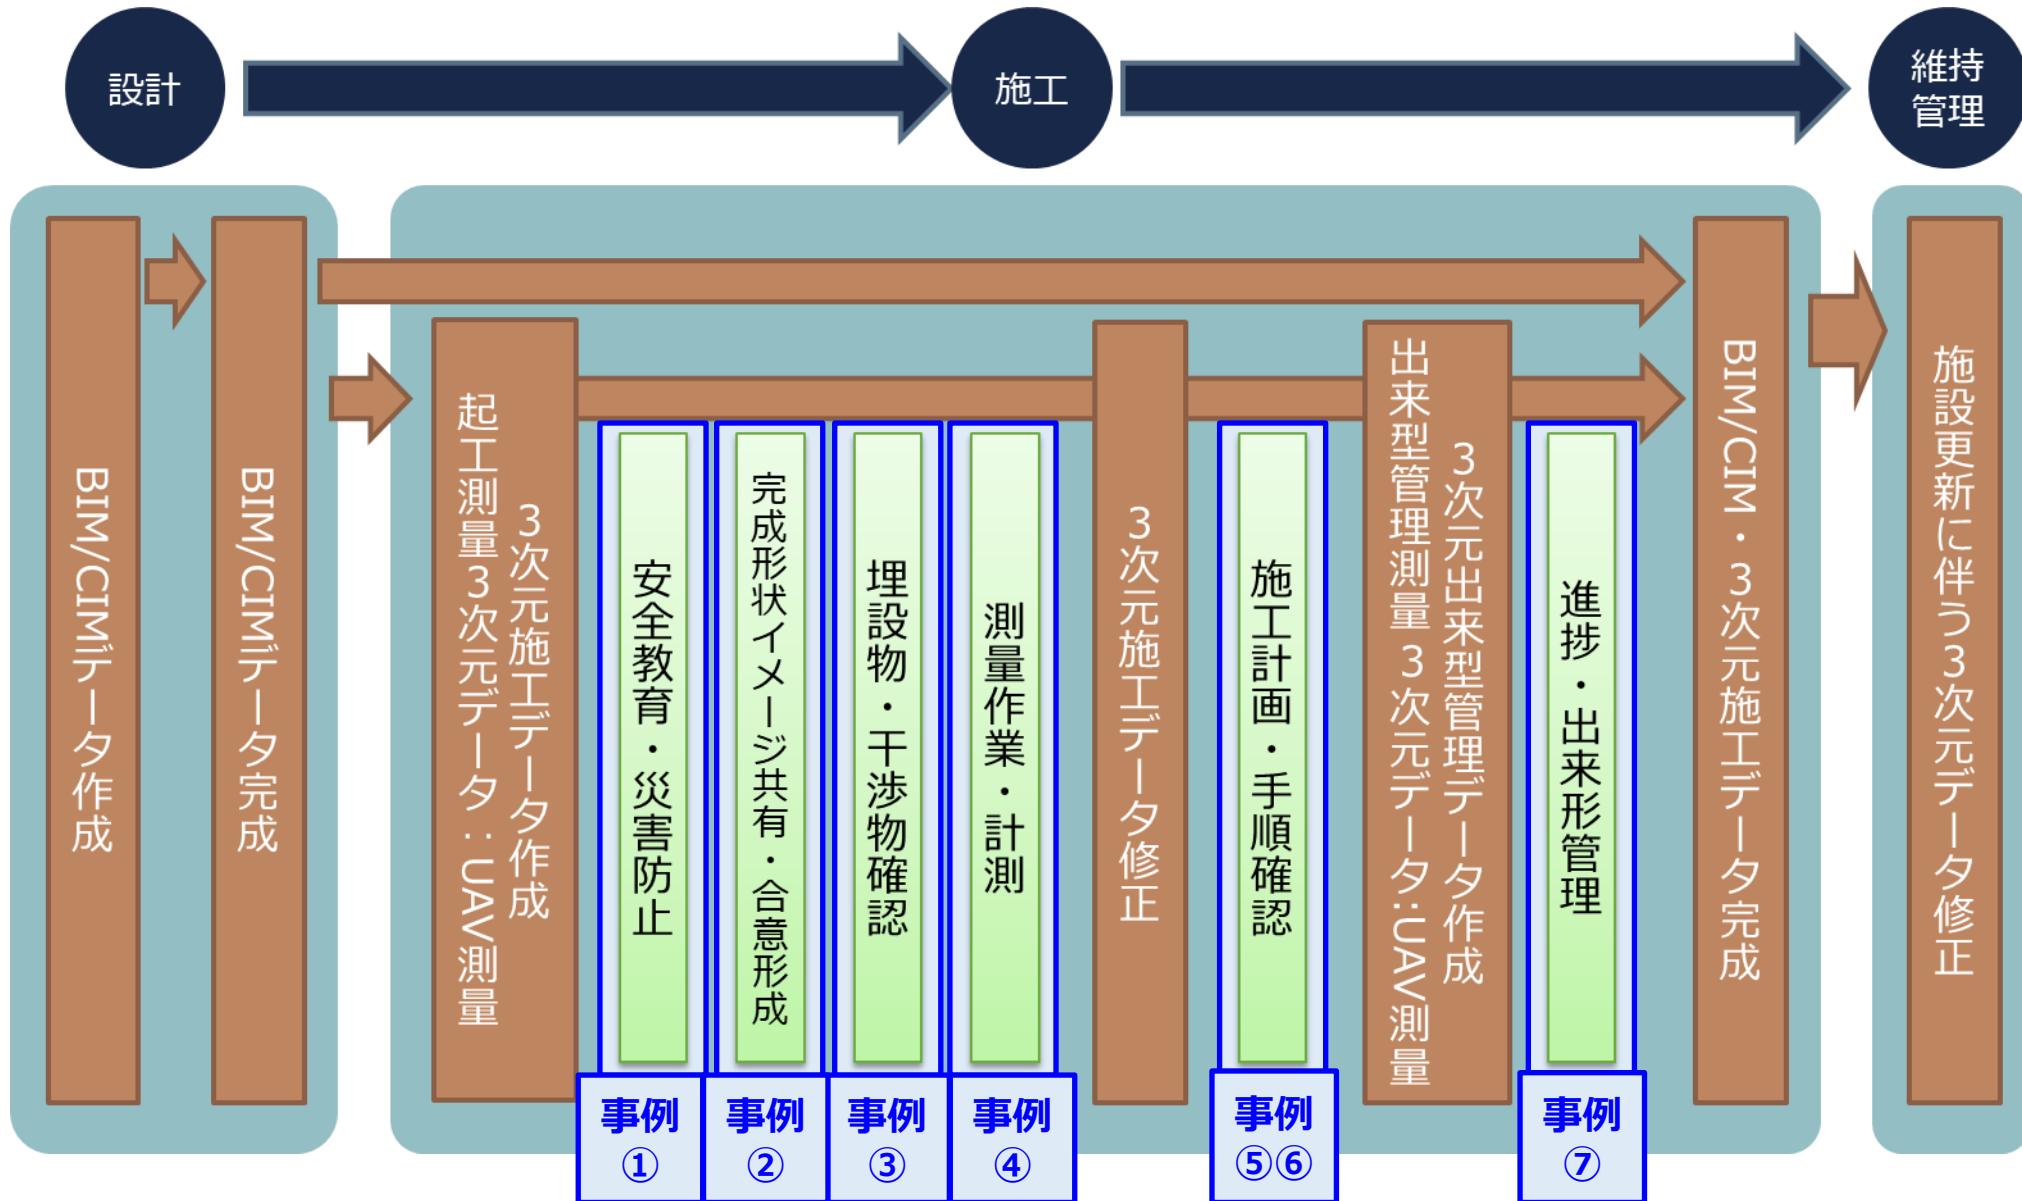 設計
施工
維持
管理
BIM/CIMデータ作成
BIM/CIMデータ完成
3次元施工データ作成
起工測量3次元データ：UAV測量
安全教育・災害防止
完成形状イメージ共有・合意形成
埋設物・干渉物確認
測量作業・計測
3次元施工データ修正
施工計画・手順確認
3次元出来型管理データ作成
出来型管理測量 3次元データ:UAV測量
進捗・出来形管理
BIM/CIM・3次元施工データ完成
施設更新に伴う3次元データ修正
事例
①
事例
②
事例
③
事例
④
事例
⑤⑥
事例
⑦